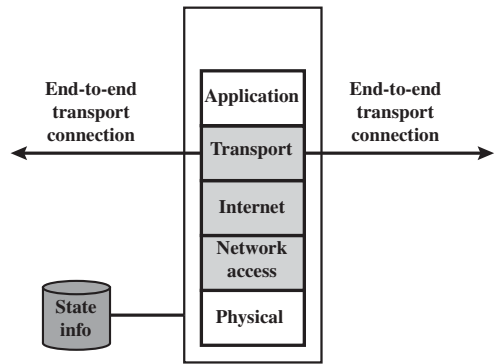 End-to-end
transport
connection
Application
Transport
Internet
Network
access
Physical
End-to-end
transport
connection
State
info